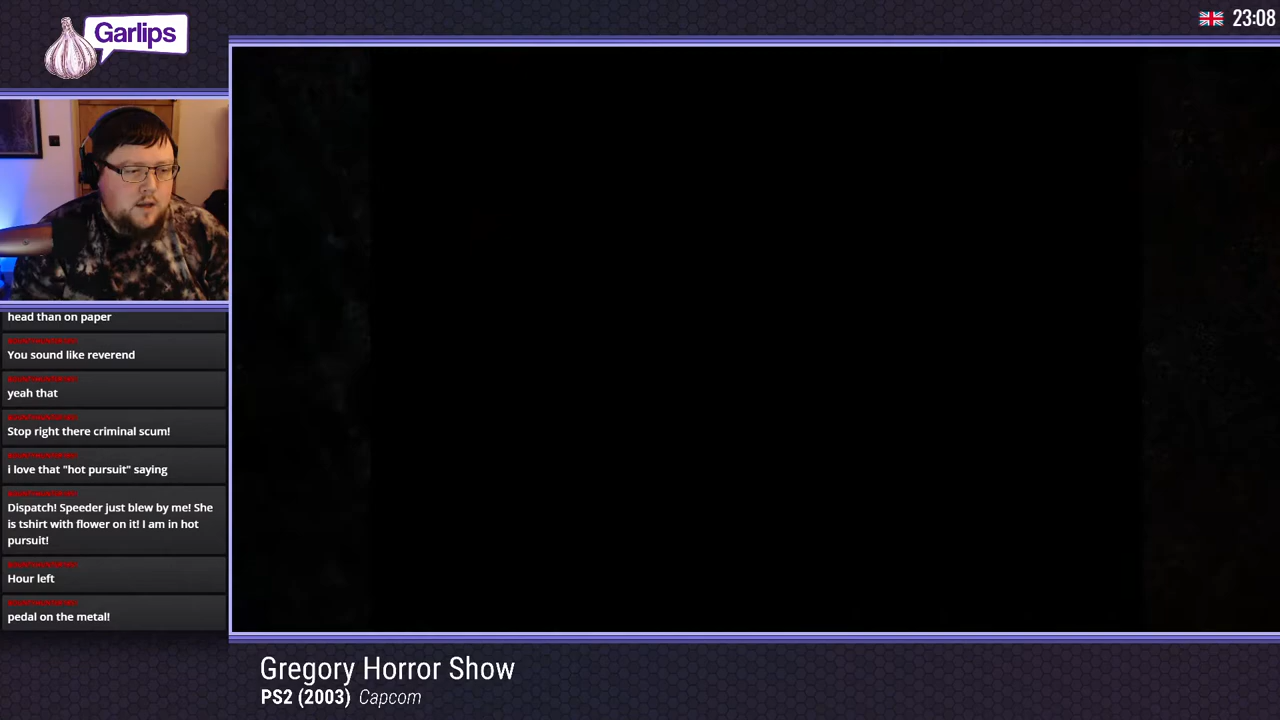 Garlips
23:08
head than on paper
You sound like reverend
yeah that
Stop right there criminal scum!
i love that "hot pursuit" saying
Dispatch! Speeder just blew by me! She
is tshirt with flower on it! I am in hot
pursuit!
Hour left
pedal on the metal!
Gregory Horror Show
PS2 (2003) Capcom